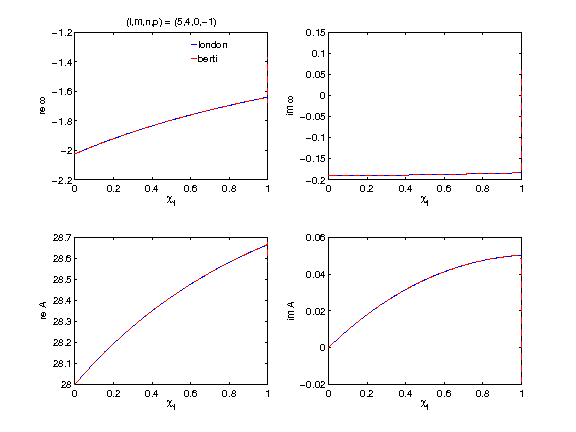 (l,m,n,p) = (5,4,0,−1)
london
berti
−1.2
−1.4
−1.6
−1.8
−2
−2.2
re ω
0 0.2 0.4 0.6 0.8 1
χf
0.15
0.1
0.05
0
−0.05
−0.1
−0.15
−0.2
im ω
0 0.2 0.4 0.6 0.8 1
χf
28.7
28.6
28.5
28.4
28.3
28.2
28.1
28
re A
0 0.2 0.4 0.6 0.8 1
χf
0.06
0.04
0.02
0
−0.02
im A
0 0.2 0.4 0.6 0.8 1
χf